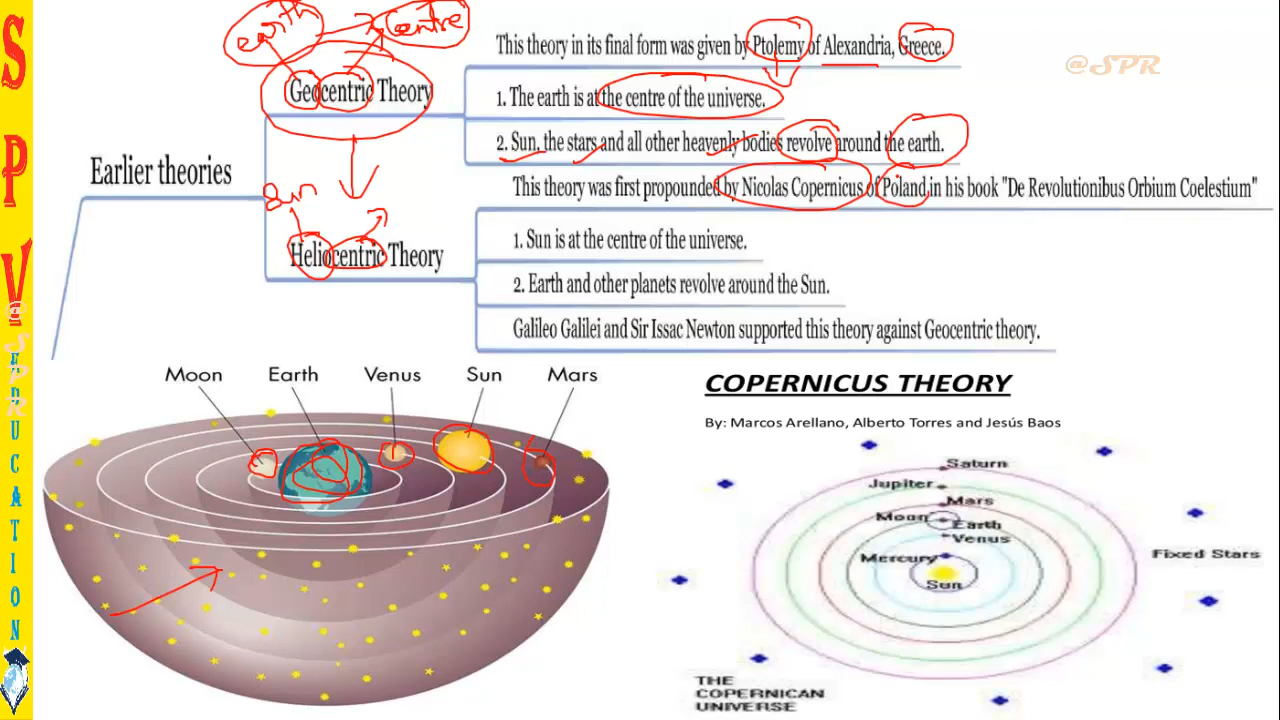 S P V EDUCATION
@SPR
earth → centre
This theory in its final form was given by Ptolemy of Alexandria, Greece.
@SPR
Geocentric Theory
1. The earth is at the centre of the universe.
2. Sun, the stars and all other heavenly bodies revolve around the earth.
Earlier theories
Sun
This theory was first propounded by Nicolas Copernicus of Poland in his book "De Revolutionibus Orbium Coelestium"
Heliocentric Theory
1. Sun is at the centre of the universe.
2. Earth and other planets revolve around the Sun.
Galileo Galilei and Sir Issac Newton supported this theory against Geocentric theory.
Moon Earth Venus Sun Mars
COPERNICUS THEORY
By: Marcos Arellano, Alberto Torres and Jesús Baos
Saturn
Jupiter
Mars
Moon
Earth
Venus
Mercury
Sun
Fixed Stars
THE
COPERNICAN
UNIVERSE